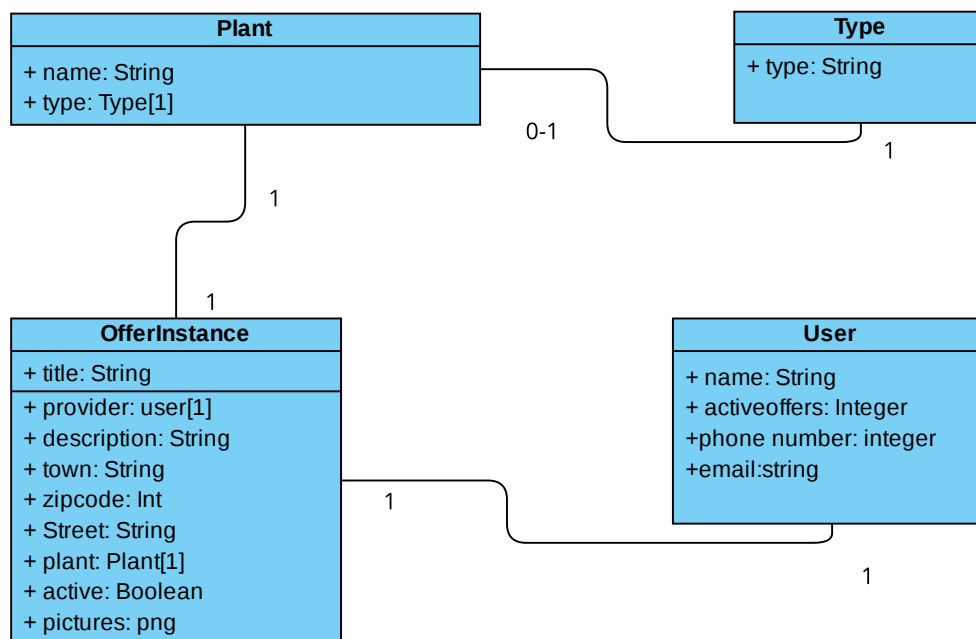 Plant
+ name: String
+ type: Type[1]
Type
+ type: String
0-1
1
1
1
OfferInstance
+ title: String
+ provider: user[1]
+ description: String
+ town: String
+ zipcode: Int
+ Street: String
+ plant: Plant[1]
+ active: Boolean
+ pictures: png
User
+ name: String
+ activeoffers: Integer
+phone number: integer
+email:string
1
1